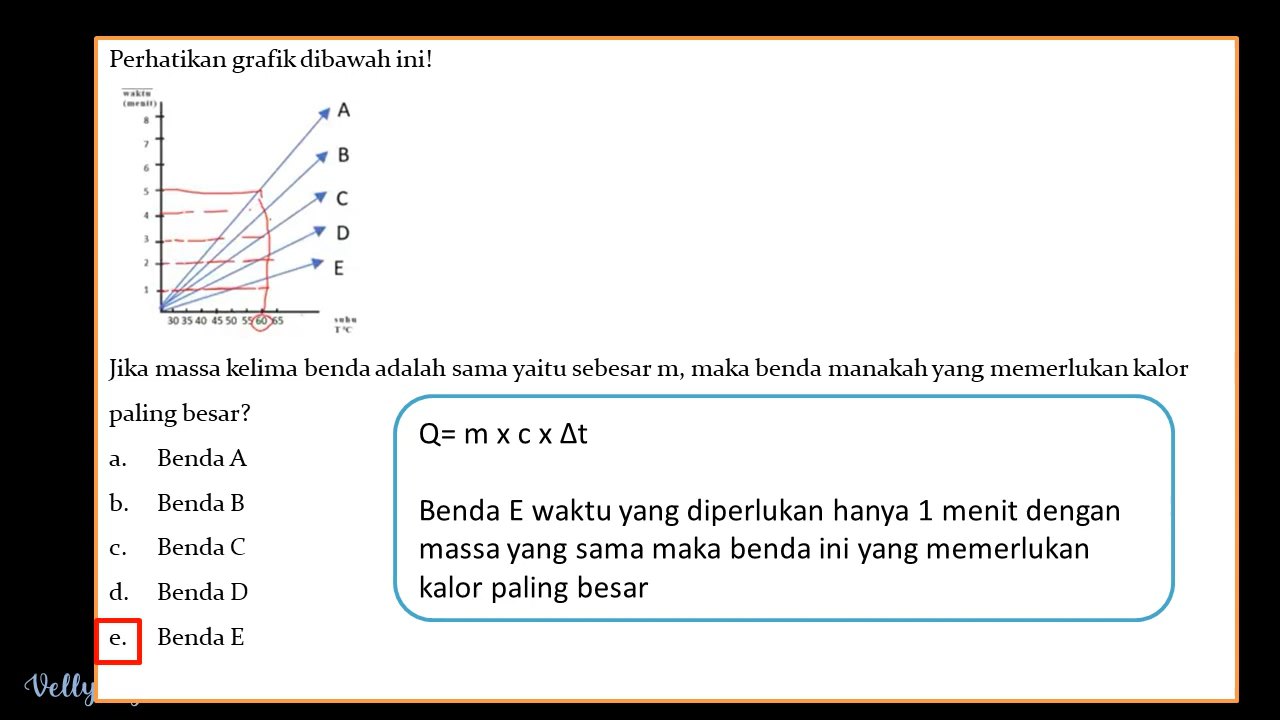 Perhatikan grafik dibawah ini!
waktu
(menit)
A
8
B
7
6
C
5
4
D
3
E
2
1
30 35 40 45 50 55 60 65
suhu
T°C
Jika massa kelima benda adalah sama yaitu sebesar m, maka benda manakah yang memerlukan kalor
paling besar?
a. Benda A
b. Benda B
c. Benda C
d. Benda D
e. Benda E
Q= m x c x Δt
Benda E waktu yang diperlukan hanya 1 menit dengan
massa yang sama maka benda ini yang memerlukan
kalor paling besar
Velly